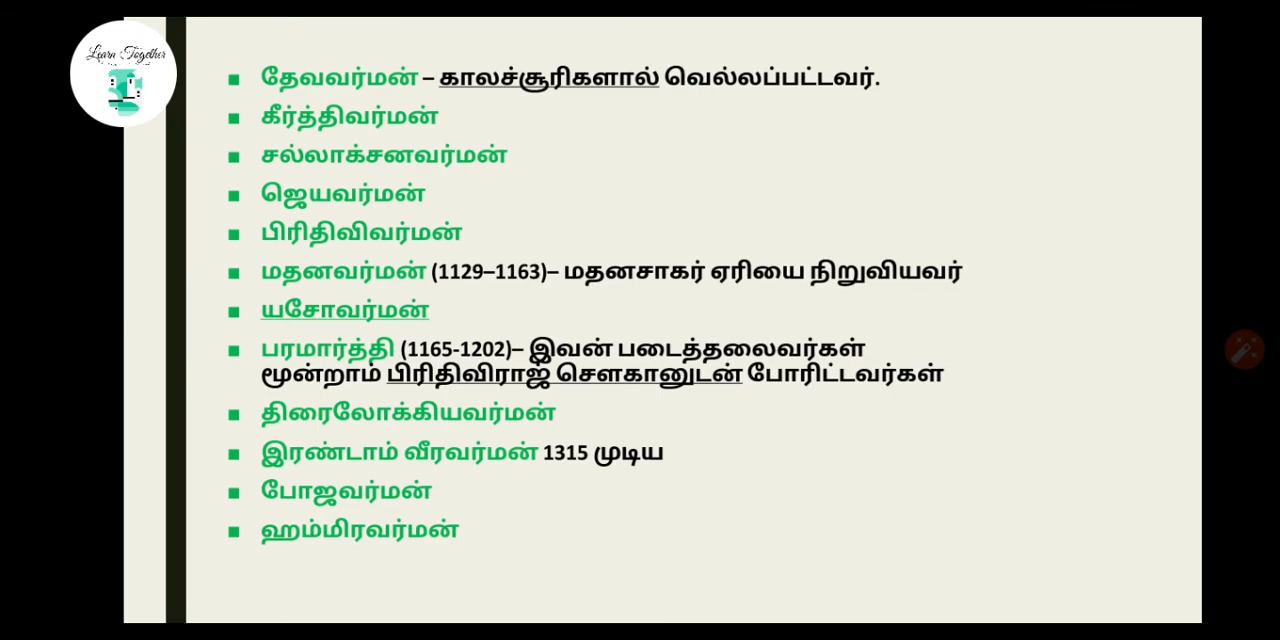 Learn Together
தேவவர்மன் – காலச்சூரிகளால் வெல்லப்பட்டவர்.
கீர்த்திவர்மன்
சல்லாக்சனவர்மன்
ஜெயவர்மன்
பிரிதிவிவர்மன்
மதனவர்மன் (1129–1163)– மதனசாகர் ஏரியை நிறுவியவர்
யசோவர்மன்
பரமார்த்தி (1165-1202)– இவன் படைத்தலைவர்கள்
மூன்றாம் பிரிதிவிராஜ் சௌகானுடன் போரிட்டவர்கள்
திரைலோக்கியவர்மன்
இரண்டாம் வீரவர்மன் 1315 முடிய
போஜவர்மன்
ஹம்மிரவர்மன்